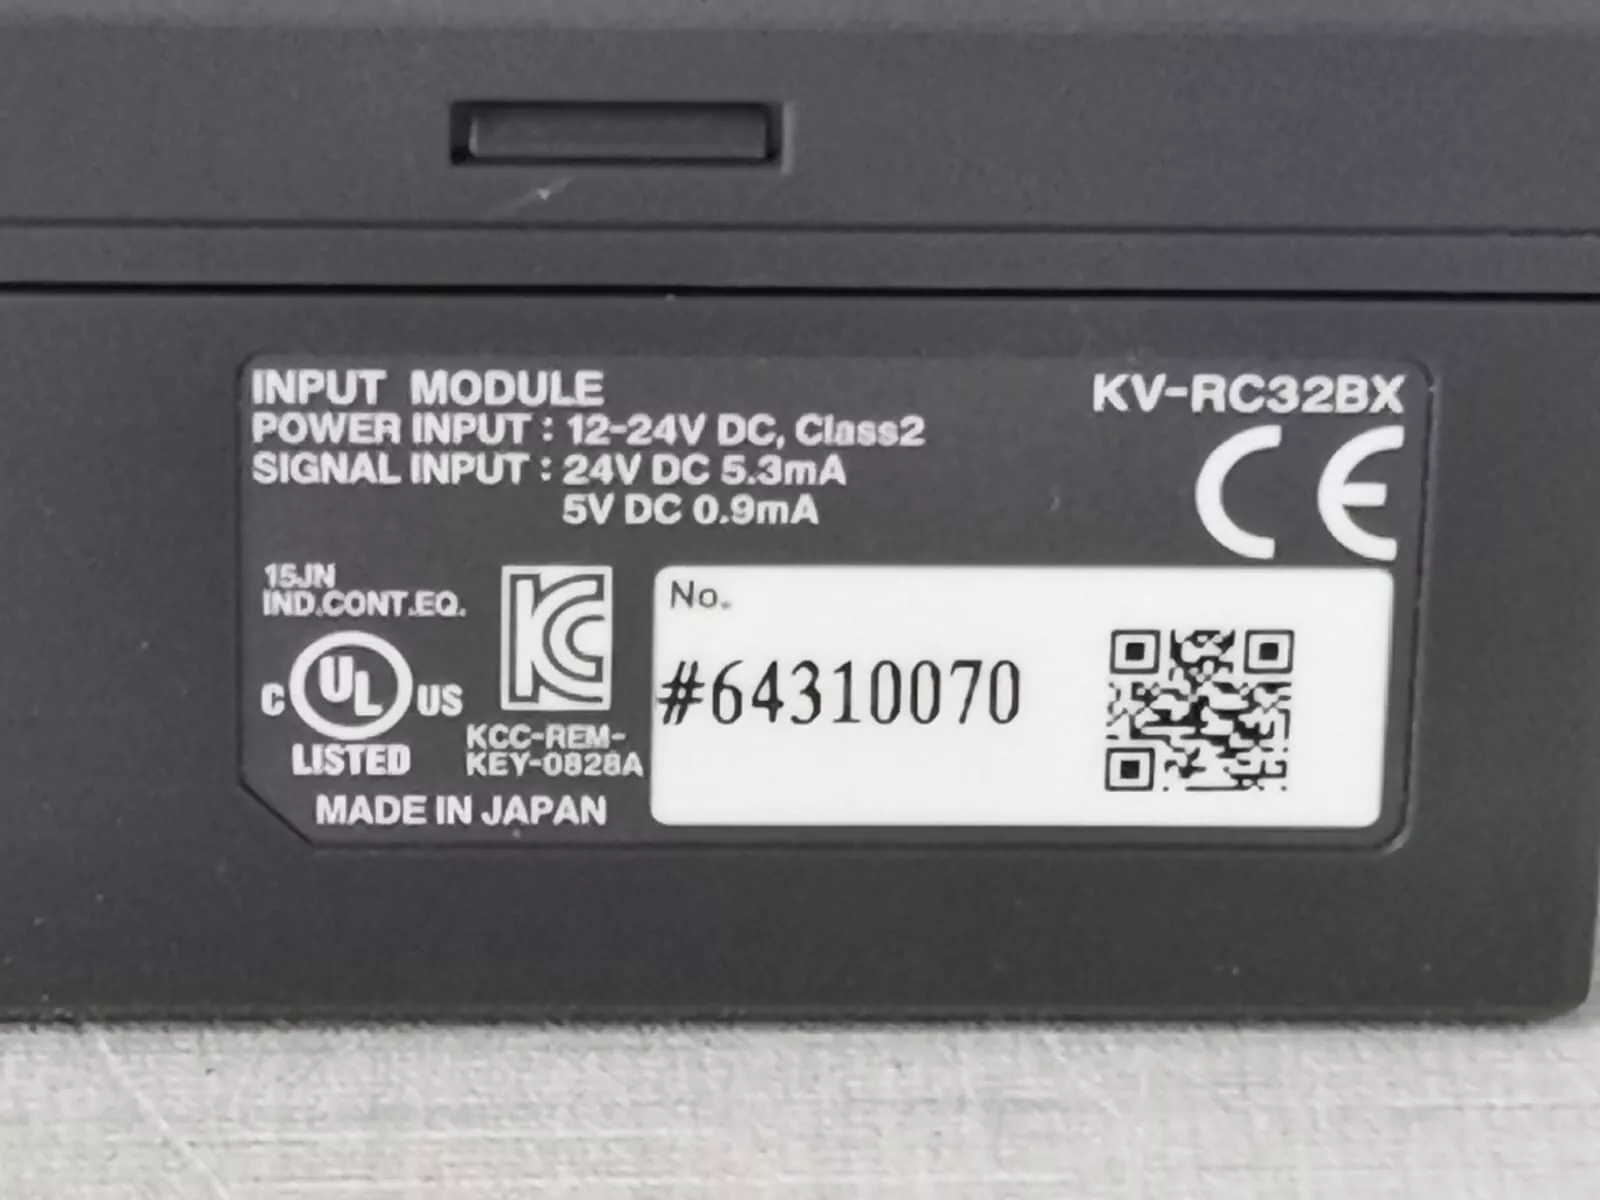 INPUT MODULE
KV-RC32BX
POWER INPUT : 12-24V DC, Class2
SIGNAL INPUT : 24V DC 5.3mA
5V DC 0.9mA
CE
15JN
IND.CONT.EQ.
C UL US
LISTED
KC
KCC-REM-
KEY-0828A
MADE IN JAPAN
No.
#64310070